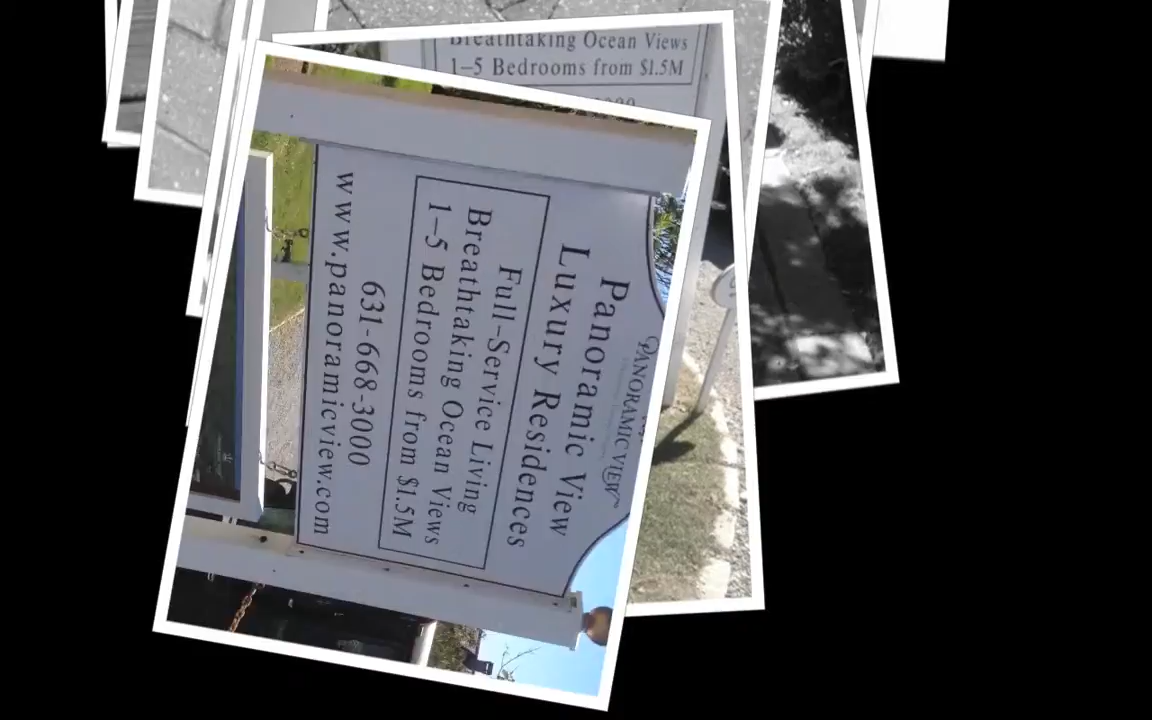 Breathtaking Ocean Views
1–5 Bedrooms from $1.5M
PANORAMIC VIEW
Panoramic View
Luxury Residences
Full-Service Living
Breathtaking Ocean Views
1–5 Bedrooms from $1.5M
631-668-3000
www.panoramicview.com